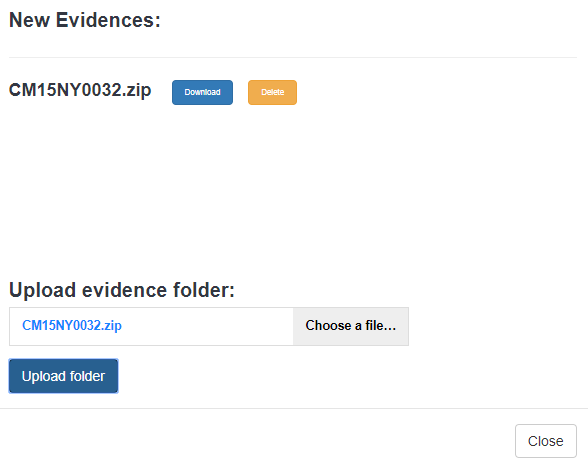 New Evidences:
CM15NY0032.zip Download Delete
Upload evidence folder:
CM15NY0032.zip Choose a file...
Upload folder
Close